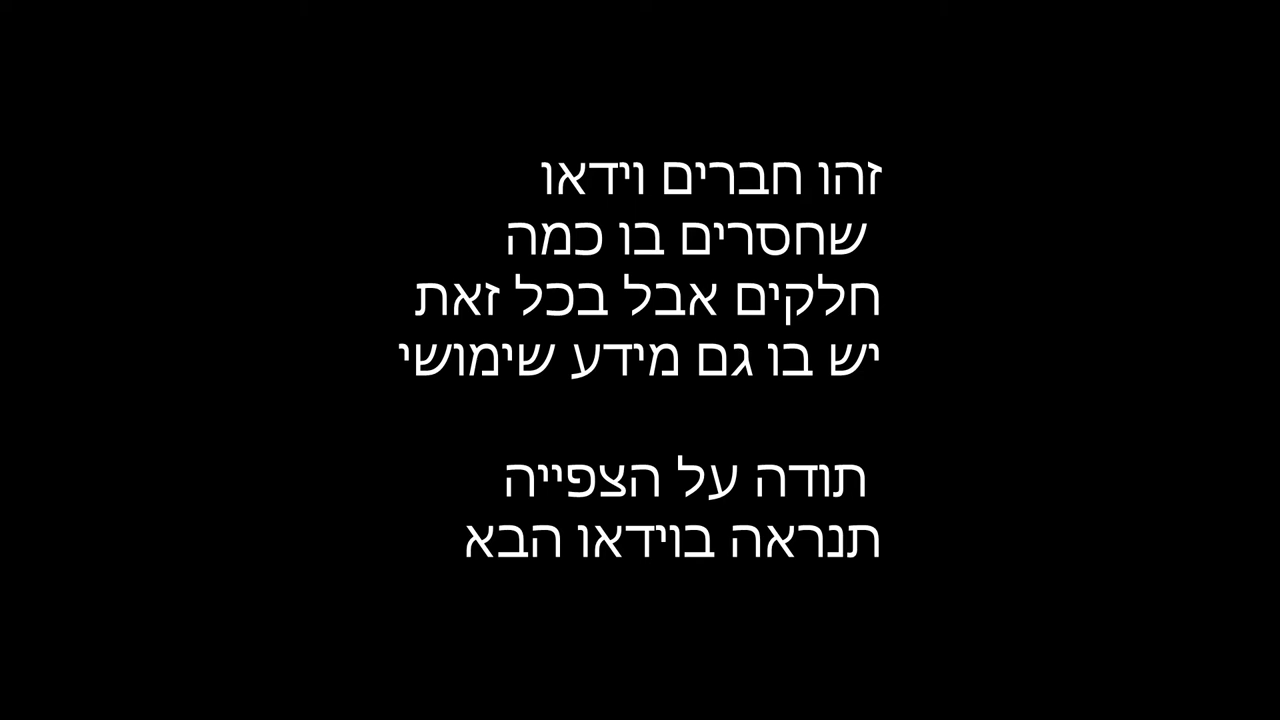 זהו חברים וידאו
שחסרים בו כמה
חלקים אבל בכל זאת
יש בו גם מידע שימושי
תודה על הצפייה
תנראה בוידאו הבא